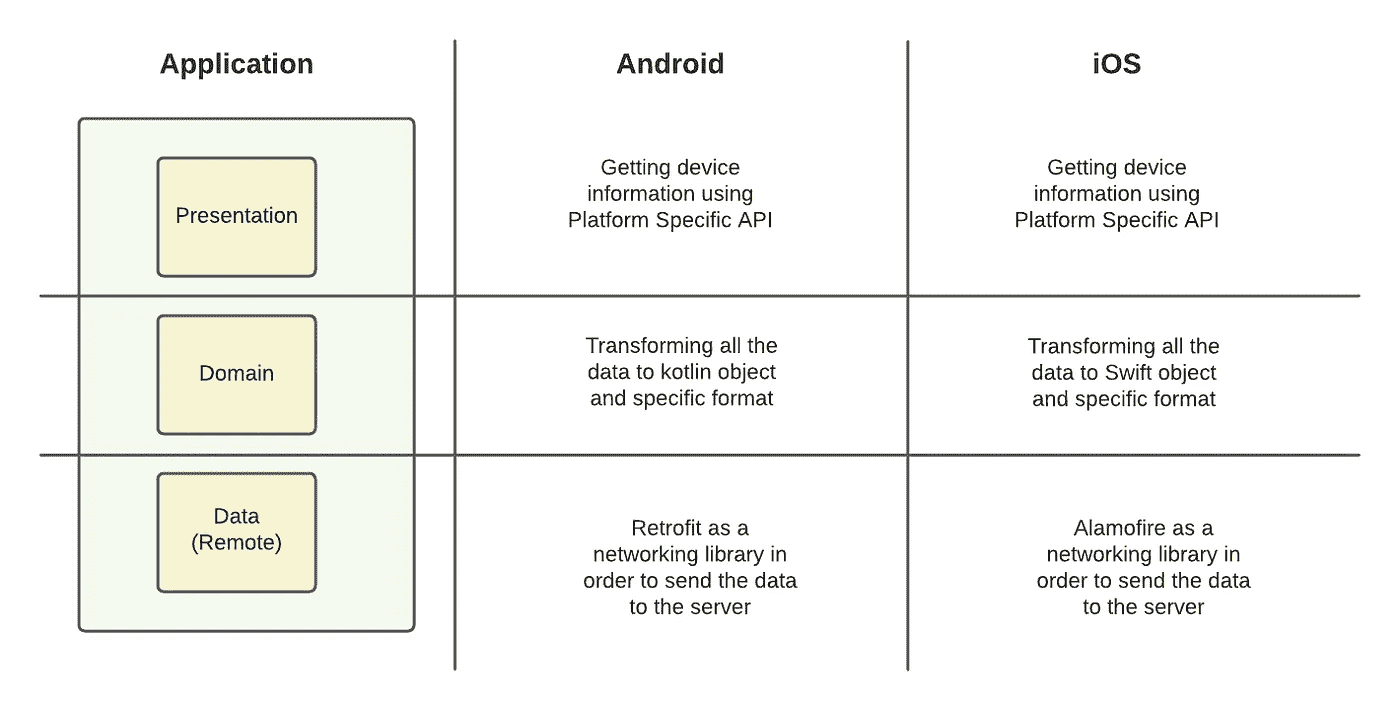 Application
Android
iOS
Presentation
Getting device
information using
Platform Specific API
Getting device
information using
Platform Specific API
Domain
Transforming all the
data to kotlin object
and specific format
Transforming all the
data to Swift object
and specific format
Data
(Remote)
Retrofit as a
networking library in
order to send the data
to the server
Alamofire as a
networking library in
order to send the data
to the server